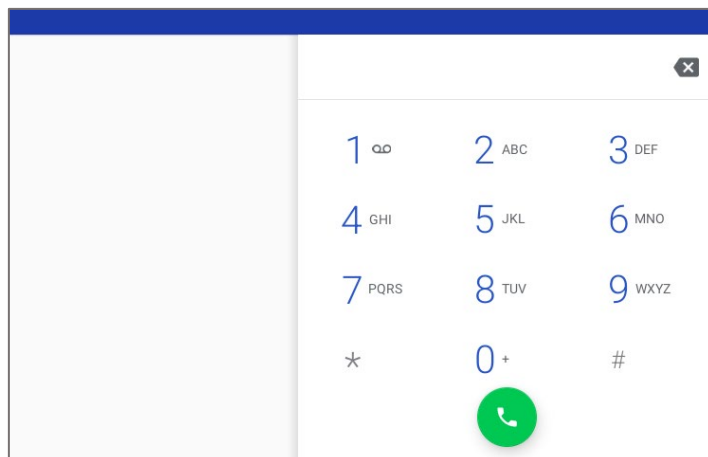 1 2 ABC 3 DEF
4 GHI 5 JKL 6 MNO
7 PQRS 8 TUV 9 WXYZ
* 0 + #